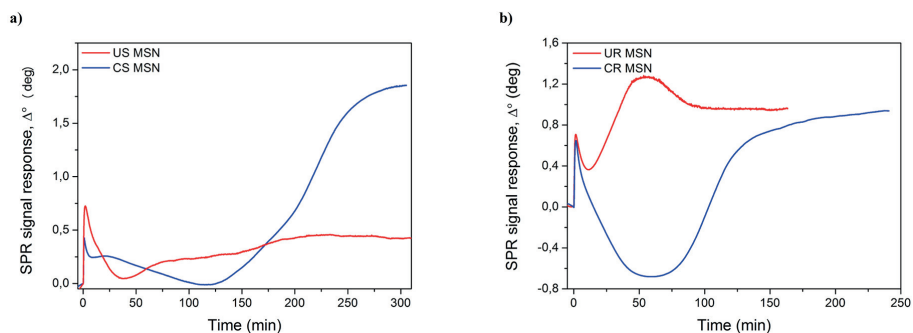 a)
US MSN
CS MSN
2,0
1,5
1,0
0,5
0,0
SPR signal response, Δ° (deg)
0 50 100 150 200 250 300
Time (min)
b)
UR MSN
CR MSN
1,6
1,2
0,8
0,4
0,0
-0,4
-0,8
SPR signal response, Δ° (deg)
0 50 100 150 200 250
Time (min)